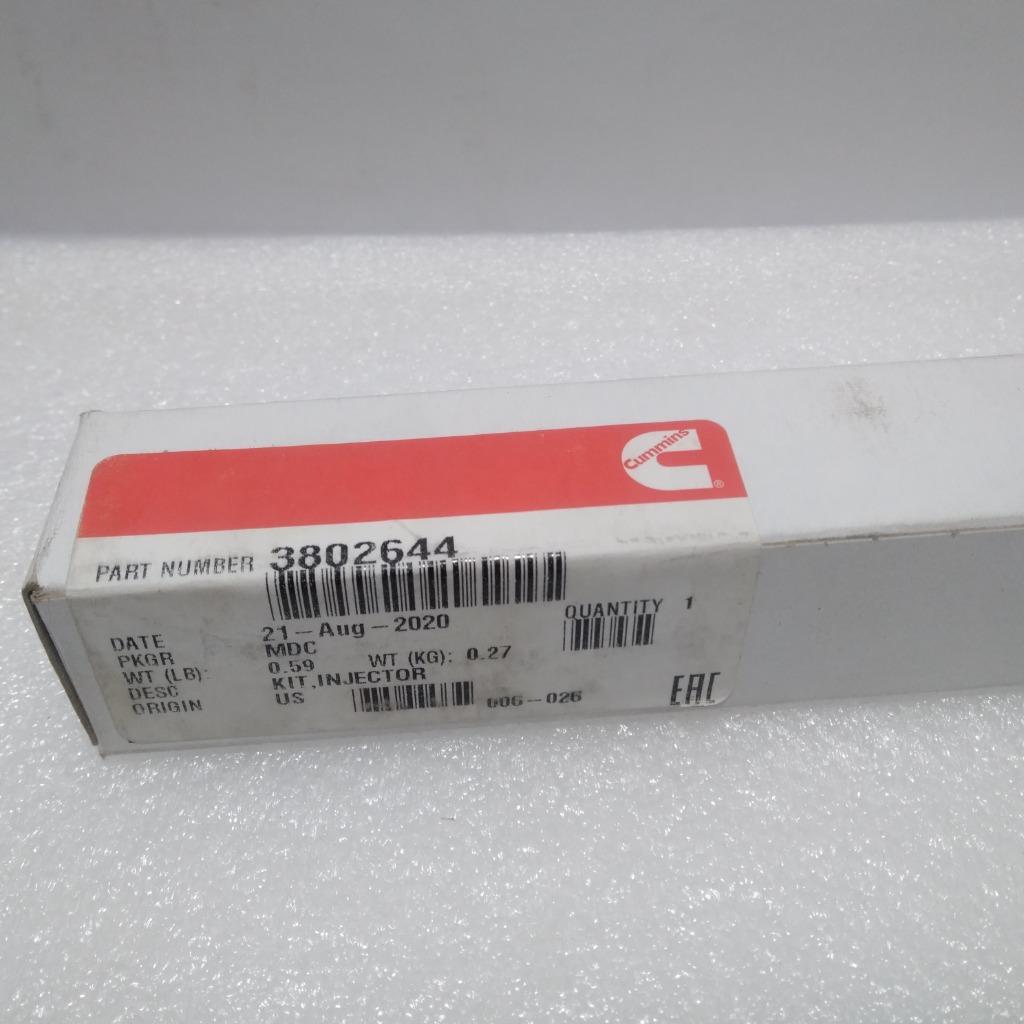 Cummins
®
PART NUMBER 3802644
QUANTITY 1
DATE 21-Aug-2020
PKGR MDC
WT (LB): 0.59 WT (KG): 0.27
DESC KIT,INJECTOR
ORIGIN US 006-026
EAC